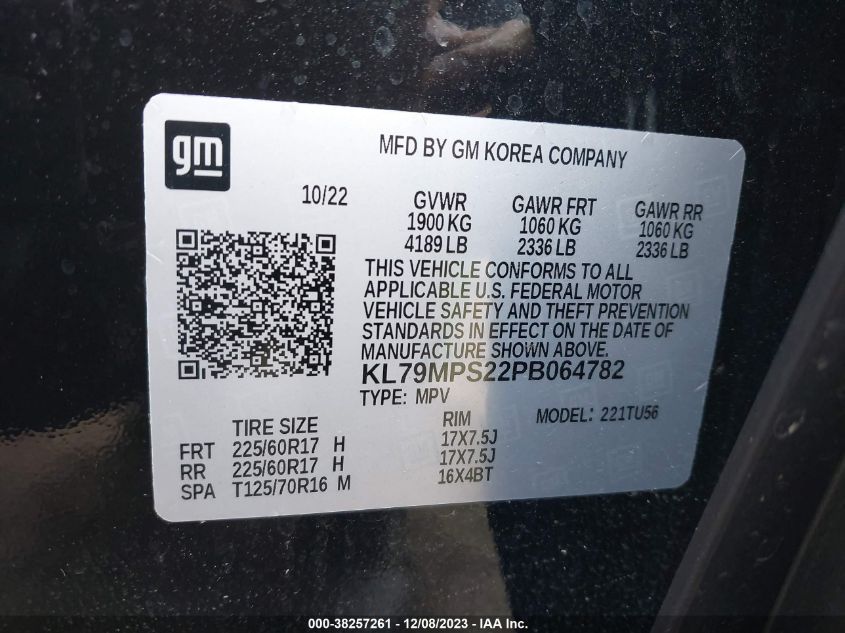 gm
MFD BY GM KOREA COMPANY
10/22
GVWR GAWR FRT GAWR RR
1900 KG 1060 KG 1060 KG
4189 LB 2336 LB 2336 LB
THIS VEHICLE CONFORMS TO ALL
APPLICABLE U.S. FEDERAL MOTOR
VEHICLE SAFETY AND THEFT PREVENTION
STANDARDS IN EFFECT ON THE DATE OF
MANUFACTURE SHOWN ABOVE.
KL79MPS22PB064782
TYPE: MPV MODEL: 221TU56
TIRE SIZE RIM
FRT 225/60R17 H 17X7.5J
RR 225/60R17 H 17X7.5J
SPA T125/70R16 M 16X4BT
000-38257261 - 12/08/2023 - IAA Inc.